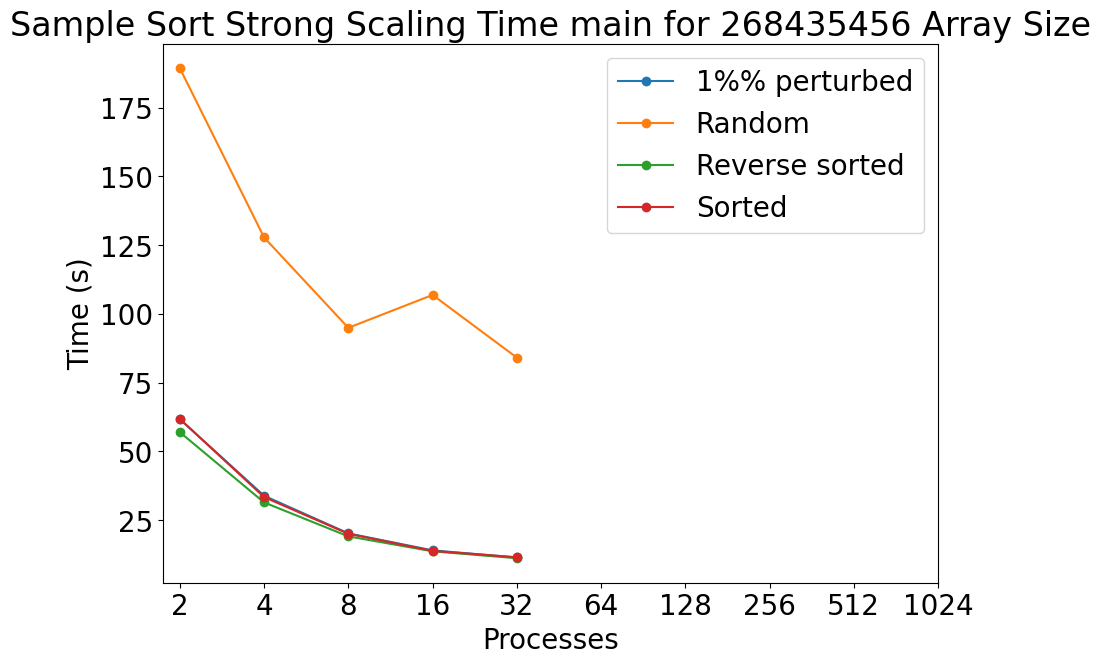 Sample Sort Strong Scaling Time main for 268435456 Array Size
1%% perturbed
Random
Reverse sorted
Sorted
Time (s)
175
150
125
100
75
50
25
2 4 8 16 32 64 128 256 512 1024
Processes